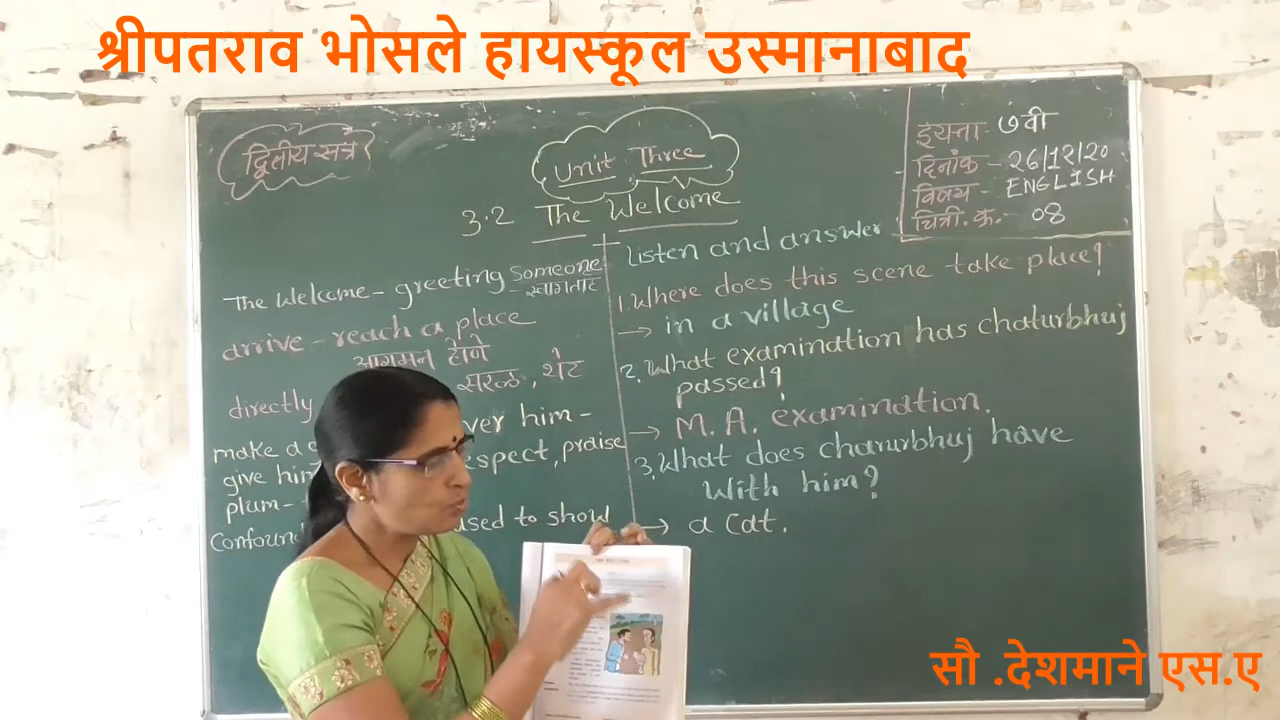 श्रीपतराव भोसले हायस्कूल उस्मानाबाद
द्वितीय सत्र
Unit Three
3.2 The Welcome
इयत्ता- ७वी
दिनांक - 26/12/20
विषय - ENGLISH
चित्री. क्र. - 08
The Welcome - greeting someone
स्वागत
arrive - reach a place
आगमन होणे
directly सरळ, थेट
ver him -
make a
give him espect, praise
plum-
Confound used to show
Listen and answer
1. Where does this scene take place?
→ in a village
2. What examination has chaturbhuj
passed?
→ M. A. examination.
3. What does charurbhuj have
With him?
→ a Cat.
सौ .देशमाने एस.ए